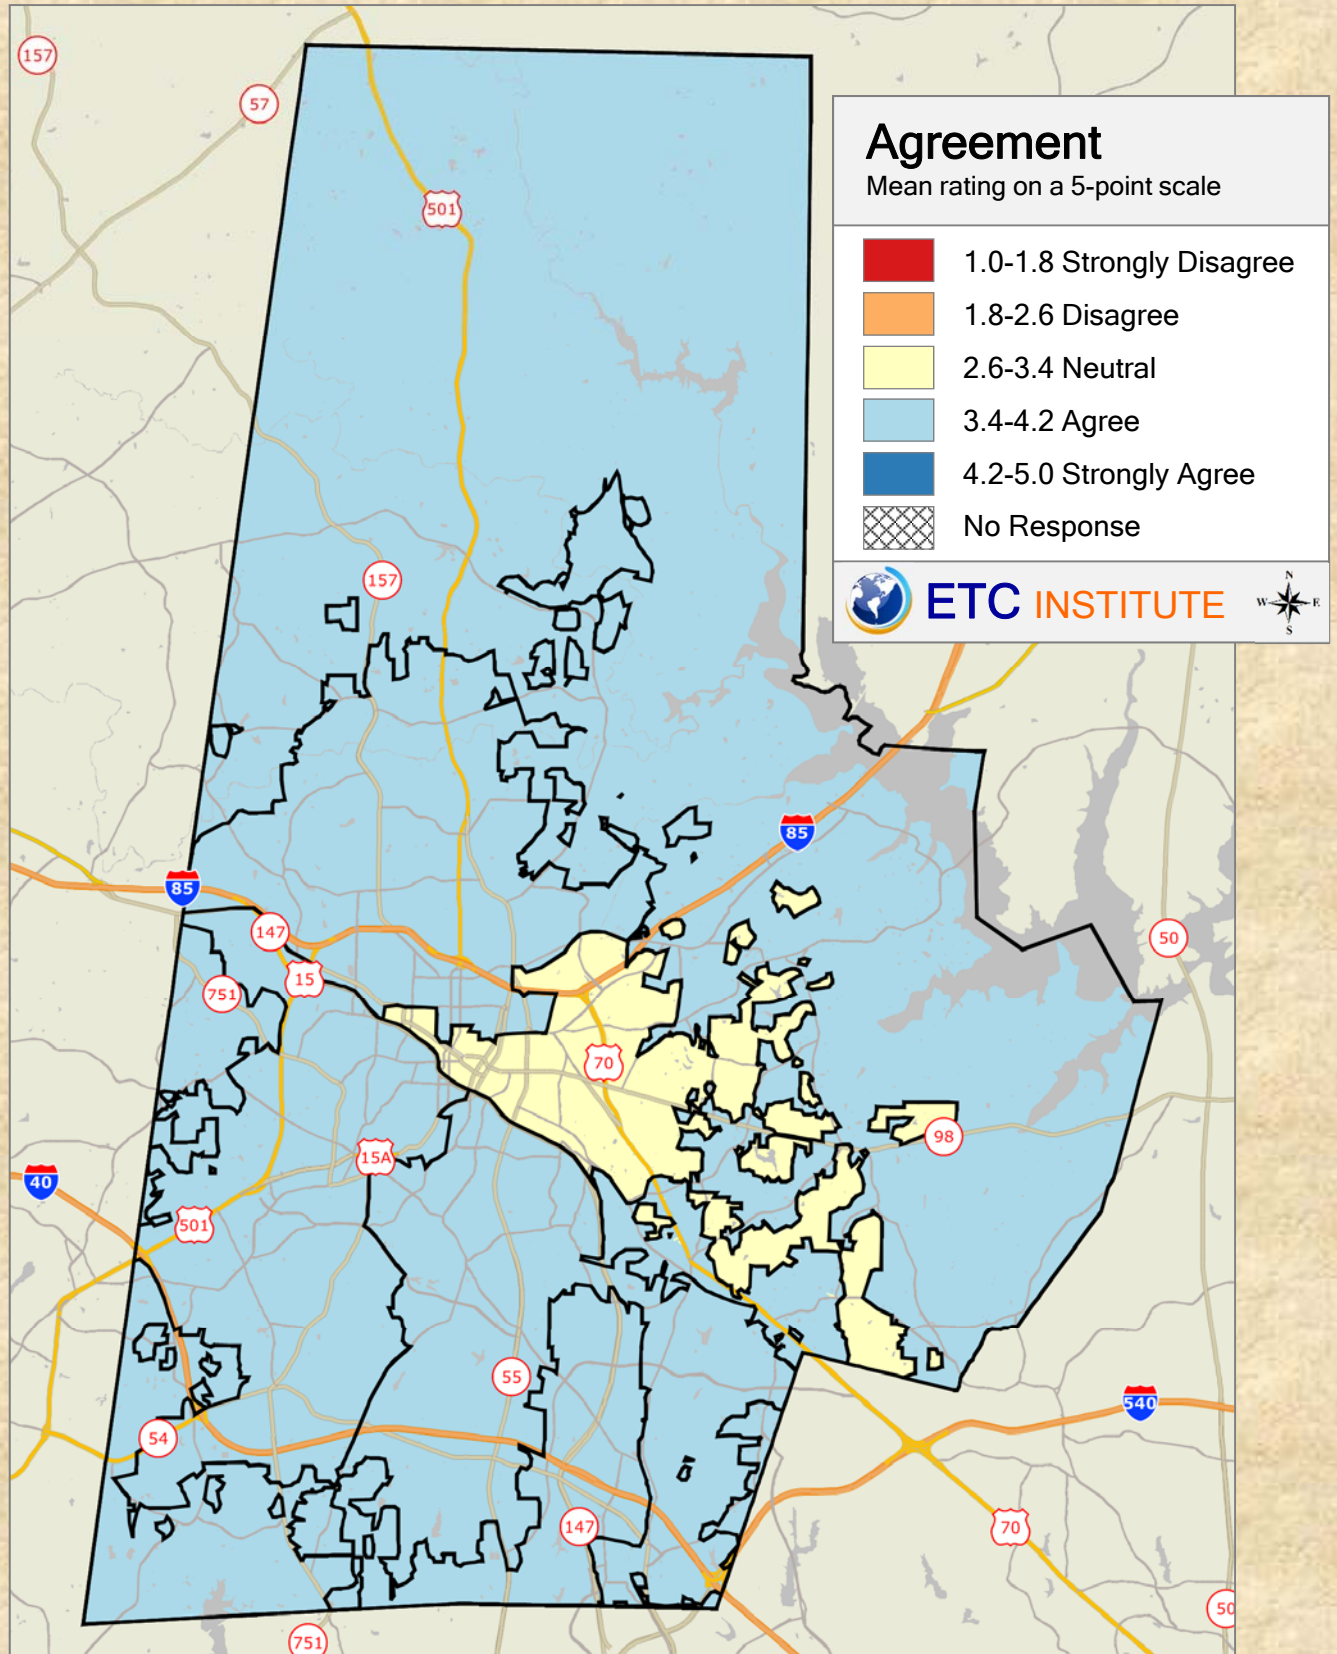 157
57
501
Agreement
Mean rating on a 5-point scale
1.0-1.8 Strongly Disagree
1.8-2.6 Disagree
2.6-3.4 Neutral
3.4-4.2 Agree
4.2-5.0 Strongly Agree
No Response
ETC INSTITUTE
N
W E
S
157
85
85
147
50
15
751
70
98
15A
40
501
55
540
54
147
70
50
751